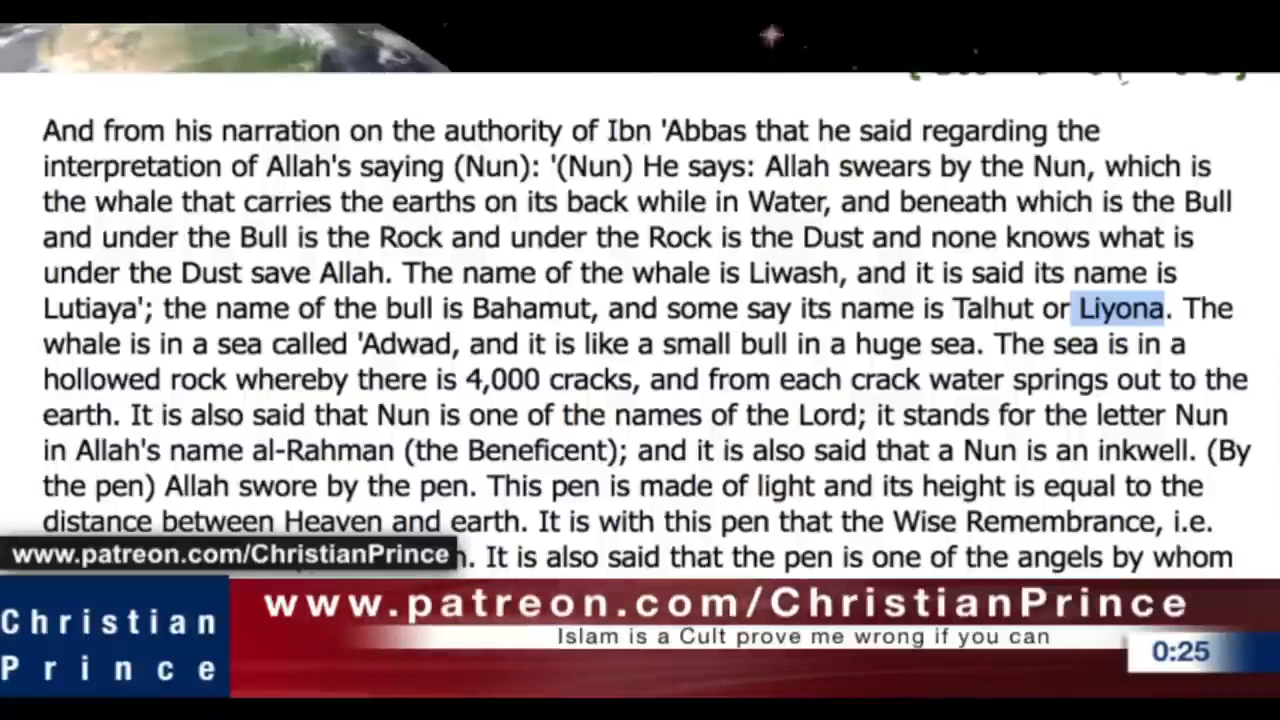 And from his narration on the authority of Ibn 'Abbas that he said regarding the
interpretation of Allah's saying (Nun): '(Nun) He says: Allah swears by the Nun, which is
the whale that carries the earths on its back while in Water, and beneath which is the Bull
and under the Bull is the Rock and under the Rock is the Dust and none knows what is
under the Dust save Allah. The name of the whale is Liwash, and it is said its name is
Lutiaya'; the name of the bull is Bahamut, and some say its name is Talhut or Liyona. The
whale is in a sea called 'Adwad, and it is like a small bull in a huge sea. The sea is in a
hollowed rock whereby there is 4,000 cracks, and from each crack water springs out to the
earth. It is also said that Nun is one of the names of the Lord; it stands for the letter Nun
in Allah's name al-Rahman (the Beneficent); and it is also said that a Nun is an inkwell. (By
the pen) Allah swore by the pen. This pen is made of light and its height is equal to the
distance between Heaven and earth. It is with this pen that the Wise Remembrance, i.e.
www.patreon.com/ChristianPrince
. It is also said that the pen is one of the angels by whom
www.patreon.com/ChristianPrince
Islam is a Cult prove me wrong if you can
Christian
Prince
0:25